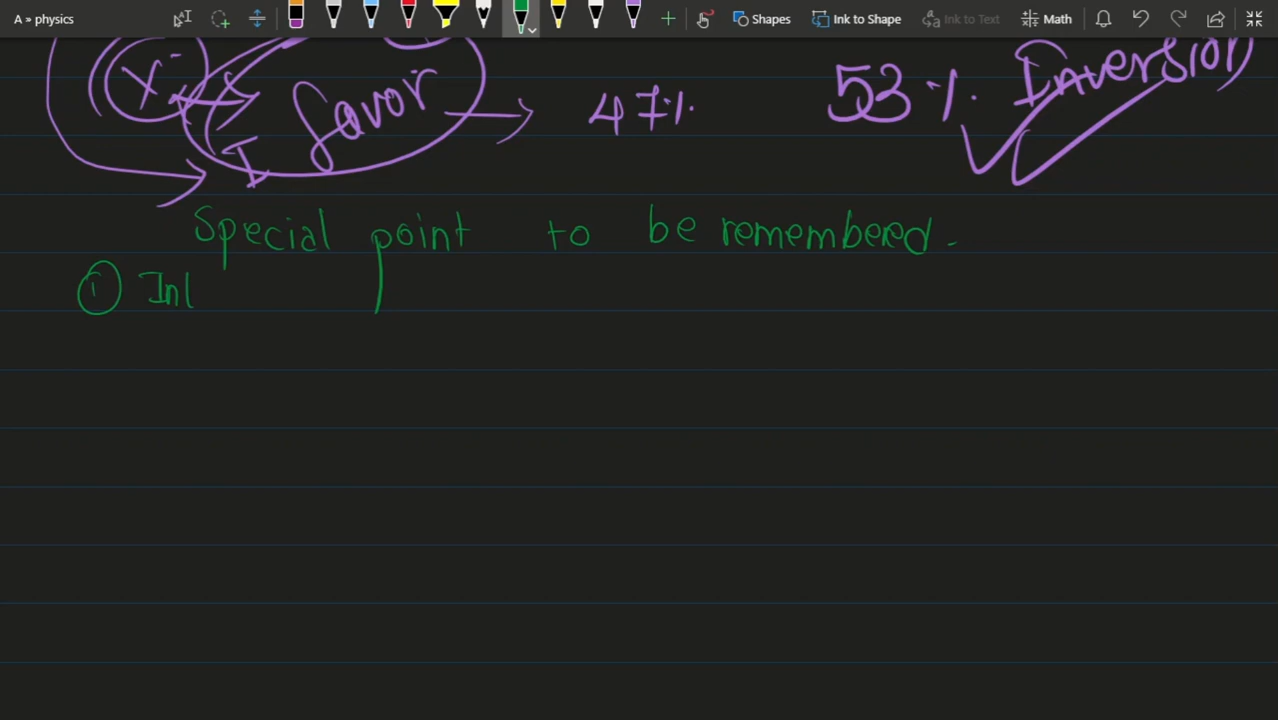 A » physics
Shapes
Ink to Shape
Ink to Text
Math
X⁻
I
favor
47%
53% Inversion
Special point to be remembered.
① Inl